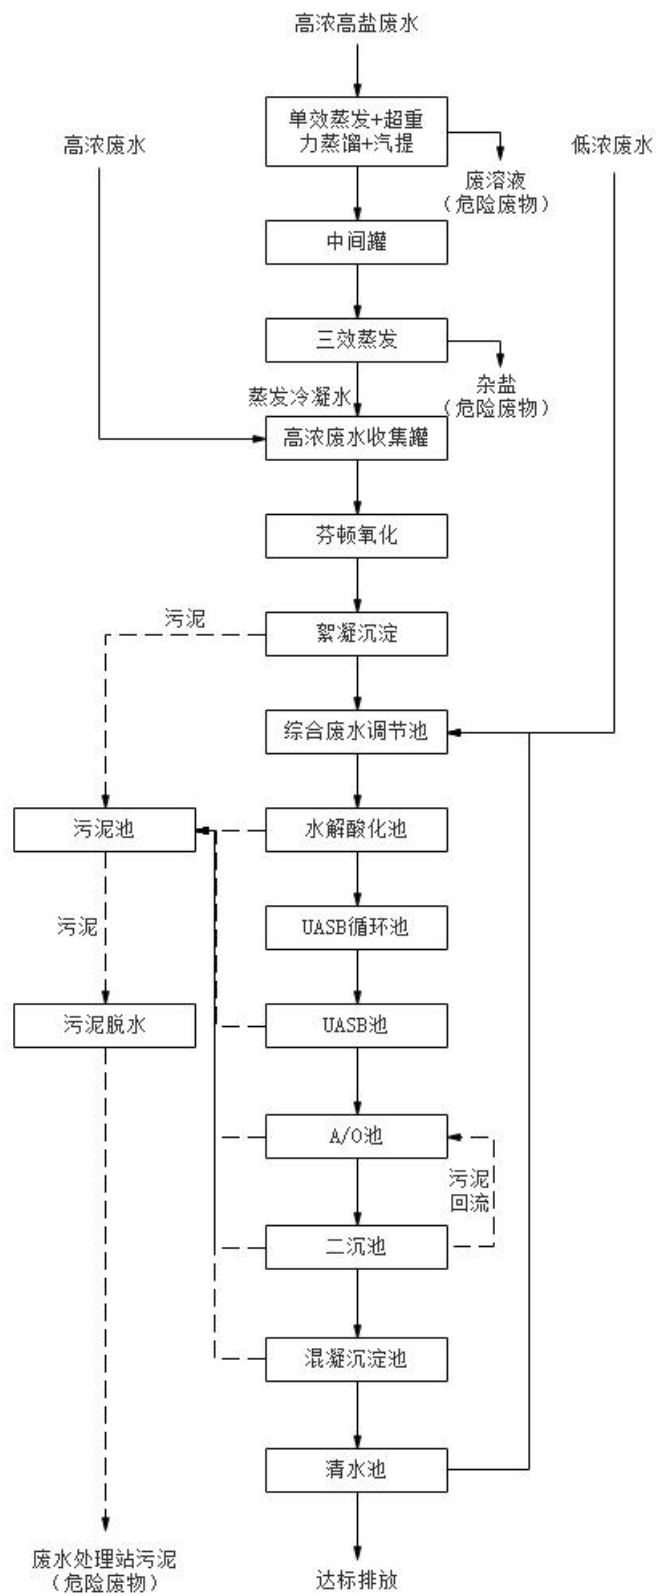 高浓高盐废水
单效蒸发+超重
力蒸馏+汽提
高浓废水
低浓废水
废溶液
(危险废物)
中间罐
三效蒸发
杂盐
(危险废物)
蒸发冷凝水
高浓废水收集罐
芬顿氧化
污泥
絮凝沉淀
综合废水调节池
污泥池
水解酸化池
污泥
UASB循环池
污泥脱水
UASB池
A/O池
污泥
回流
二沉池
混凝沉淀池
清水池
废水处理站污泥
(危险废物)
达标排放